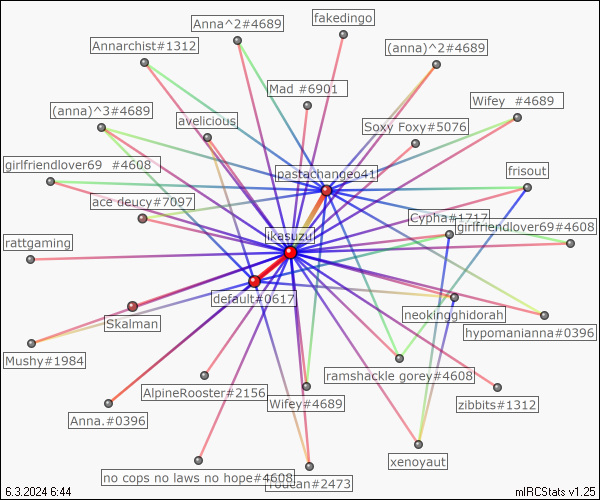 fakedingo
Anna^2#4689
Annarchist#1312
(anna)^2#4689
Mad #6901
Wifey  #4689
(anna)^3#4689
avelicious
Soxy Foxy#5076
girlfriendlover69  #4608
pastachangeo41
frisout
ace deucy#7097
Cypha#1717
girlfriendlover69#4608
ikasuzu
rattgaming
default#0617
neokingghidorah
Skalman
hypomanianna#0396
Mushy#1984
ramshackle gorey#4608
AlpineRooster#2156
Wifey#4689
zibbits#1312
Anna.#0396
xenoyaut
no cops no laws no hope#4608
Toucan#2473
6.3.2024 6:44
mIRCStats v1.25